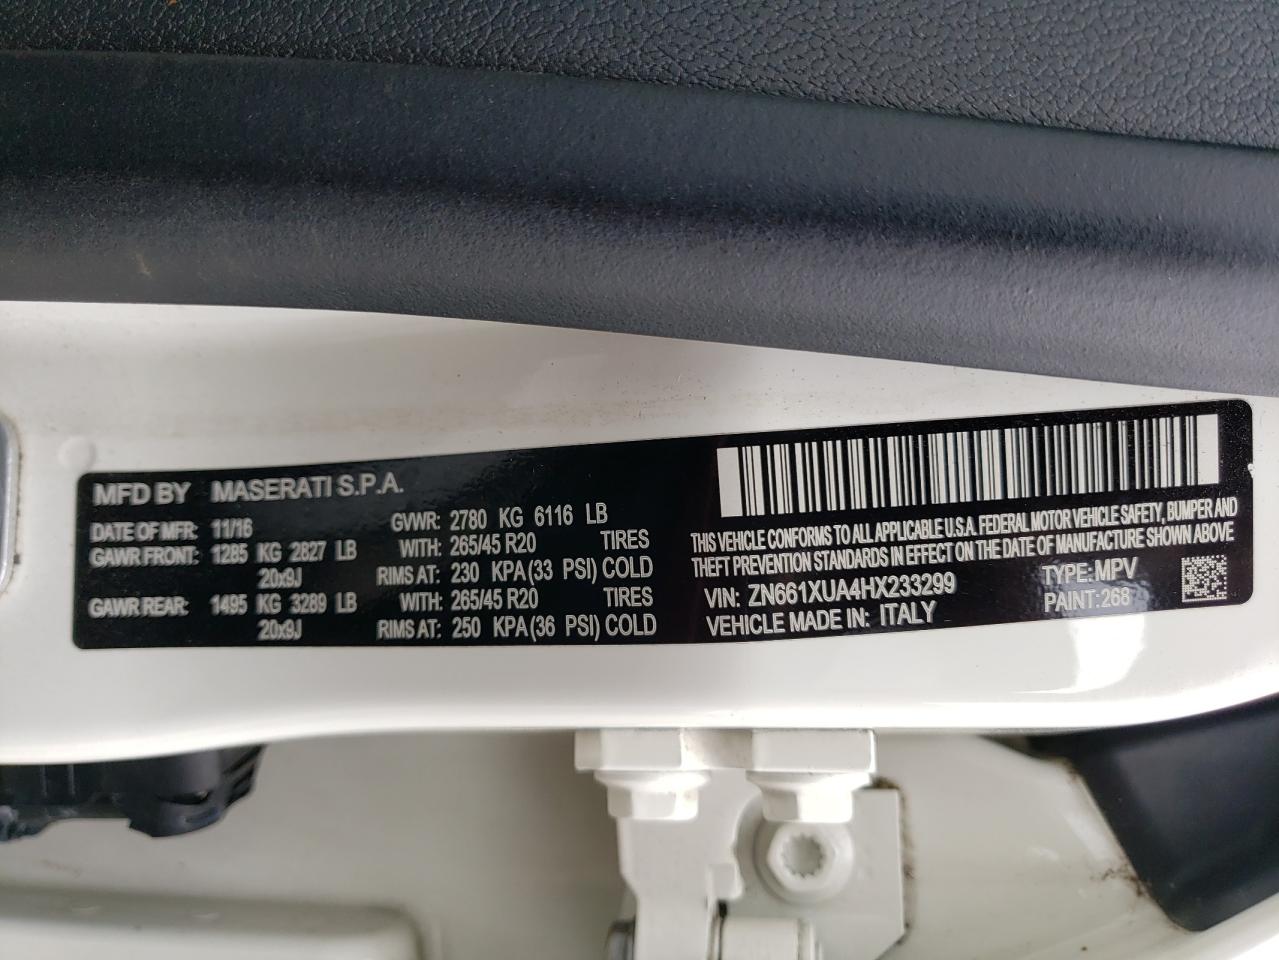 MFD BY MASERATI S.P.A.
DATE OF MFR: 11/16 GVWR: 2780 KG 6116 LB
GAWR FRONT: 1285 KG 2827 LB WITH: 265/45 R20 TIRES
20x9J RIMS AT: 230 KPA(33 PSI) COLD
GAWR REAR: 1495 KG 3289 LB WITH: 265/45 R20 TIRES
20x9J RIMS AT: 250 KPA(36 PSI) COLD
THIS VEHICLE CONFORMS TO ALL APPLICABLE U.S.A. FEDERAL MOTOR VEHICLE SAFETY, BUMPER AND
THEFT PREVENTION STANDARDS IN EFFECT ON THE DATE OF MANUFACTURE SHOWN ABOVE
VIN: ZN661XUA4HX233299 TYPE: MPV
VEHICLE MADE IN: ITALY PAINT: 268